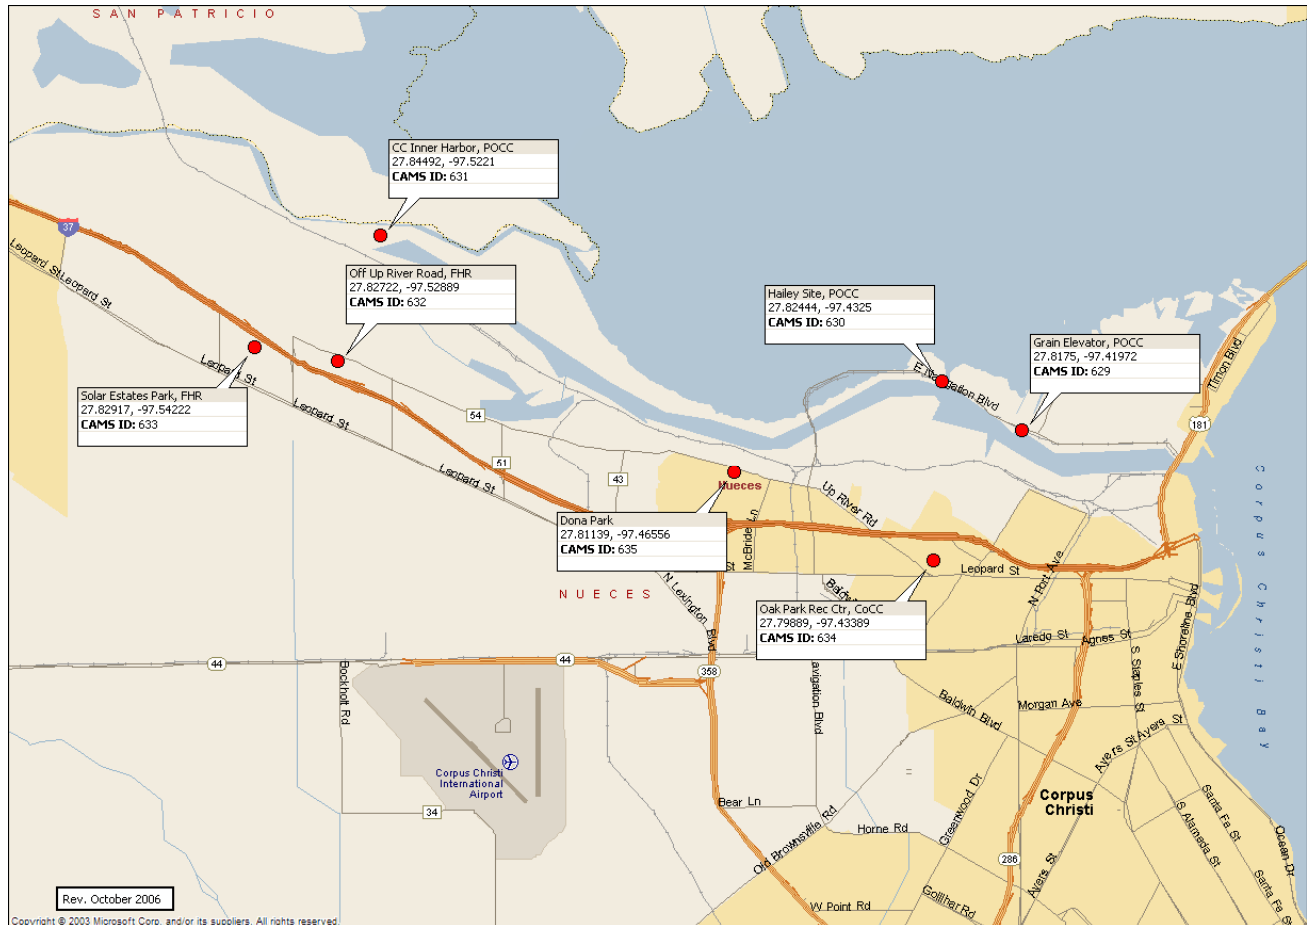 SAN PATRICIO
CC Inner Harbor, POCC
27.84492, -97.5221
CAMS ID: 631
37
Leopard St
Leopard St
Off Up River Road, FHR
27.82722, -97.52889
CAMS ID: 632
Hailey Site, POCC
27.82444, -97.4325
CAMS ID: 630
Grain Elevator, POCC
27.8175, -97.41972
CAMS ID: 629
Timon Blvd
E Navigation Blvd
Leopard St
Solar Estates Park, FHR
27.82917, -97.54222
CAMS ID: 633
Leopard St
54
181
51
43
Leopard St
Nueces
Up River Rd
Corpus Christi Bay
Dona Park
27.81139, -97.46556
CAMS ID: 635
McBride Ln
N Port Ave
St
Leopard St
NUECES
N Lexington Blvd
Baldwin
Oak Park Rec Ctr, CoCC
27.79889, -97.43389
CAMS ID: 634
Laredo St
Agnes St
E Shoreline Blvd
S Staples St
44
44
358
Bockholt Rd
avigation Blvd
Baldwin Blvd
Morgan Ave
Ayers St
Ayers St
Corpus Christi
International
Airport
Corpus
Christi
34
Bear Ln
Old Brownsville Rd
Horne Rd
Greenwood Dr
S Alameda St
Santa Fe St
Ocean Dr
286
Ayers St
Gollihar Rd
Santa Fe St
W Point Rd
Rev. October 2006
Copyright © 2003 Microsoft Corp. and/or its suppliers. All rights reserved.